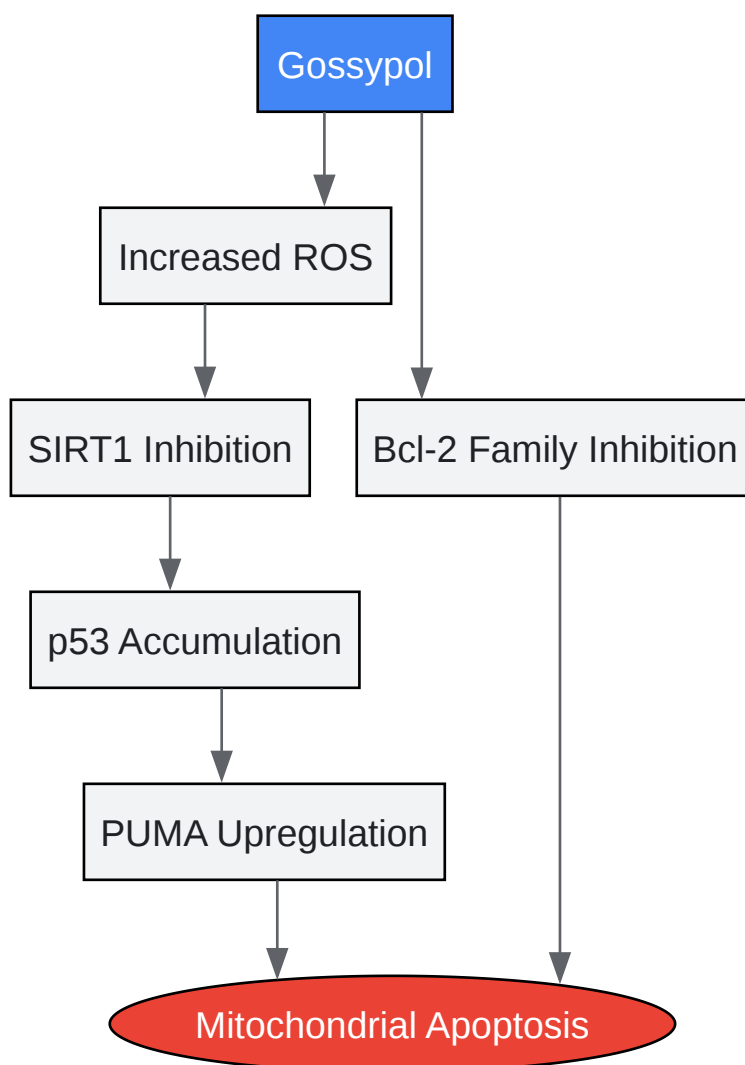 Gossypol
Increased ROS
SIRT1 Inhibition
Bcl-2 Family Inhibition
p53 Accumulation
PUMA Upregulation
Mitochondrial Apoptosis